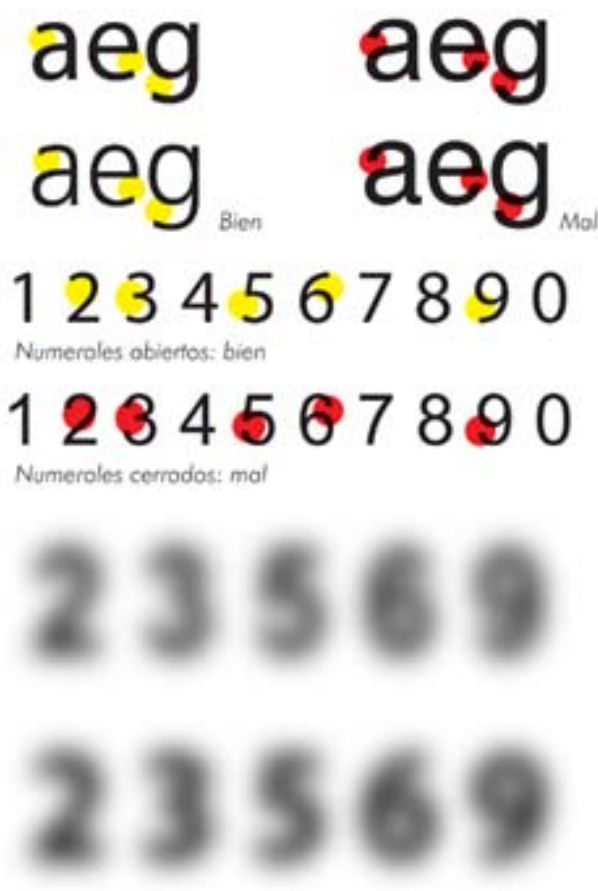 aeg aeg
aeg Bien aeg Mal
1 2 3 4 5 6 7 8 9 0
Numerales abiertos: bien
1 2 3 4 5 6 7 8 9 0
Numerales cerrados: mal
2 3 5 6 9
2 3 5 6 9